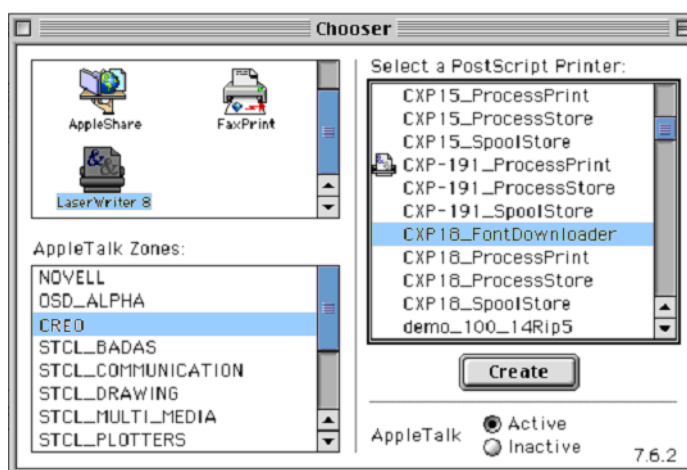 Chooser
AppleShare
FaxPrint
LaserWriter 8
AppleTalk Zones:
NOVELL
OSD_ALPHA
CREO
STCL_BADAS
STCL_COMMUNICATION
STCL_DRAWING
STCL_MULTI_MEDIA
STCL_PLOTTERS
Select a PostScript Printer:
CXP15_ProcessPrint
CXP15_ProcessStore
CXP15_SpoolStore
CXP-191_ProcessPrint
CXP-191_ProcessStore
CXP-191_SpoolStore
CXP18_FontDownloader
CXP18_ProcessPrint
CXP18_ProcessStore
CXP18_SpoolStore
demo_100_14Rip5
Create
AppleTalk
Active
Inactive
7.6.2